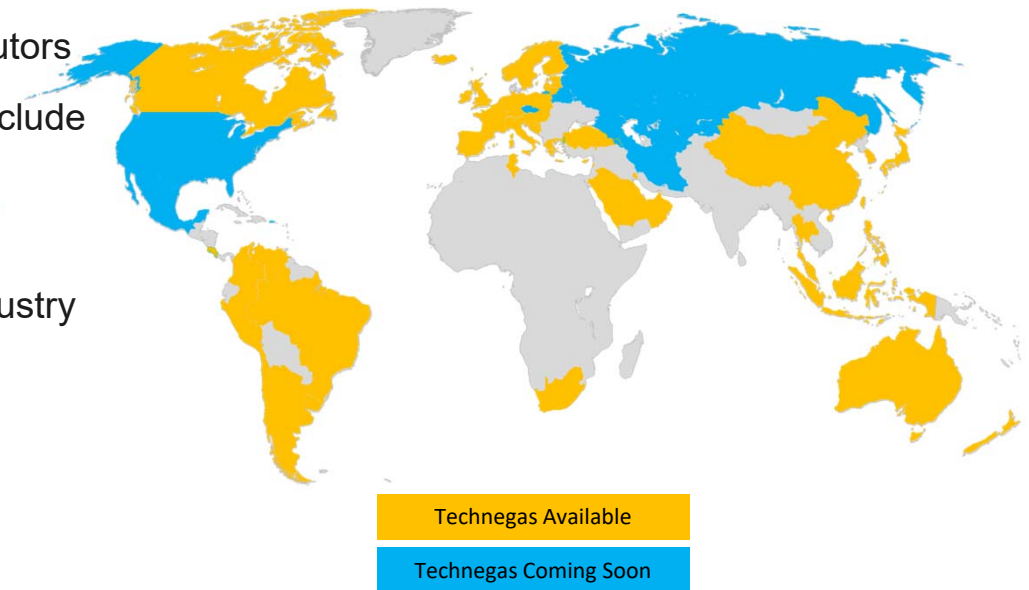 utors
clude
ustry
Technegas Available
Technegas Coming Soon